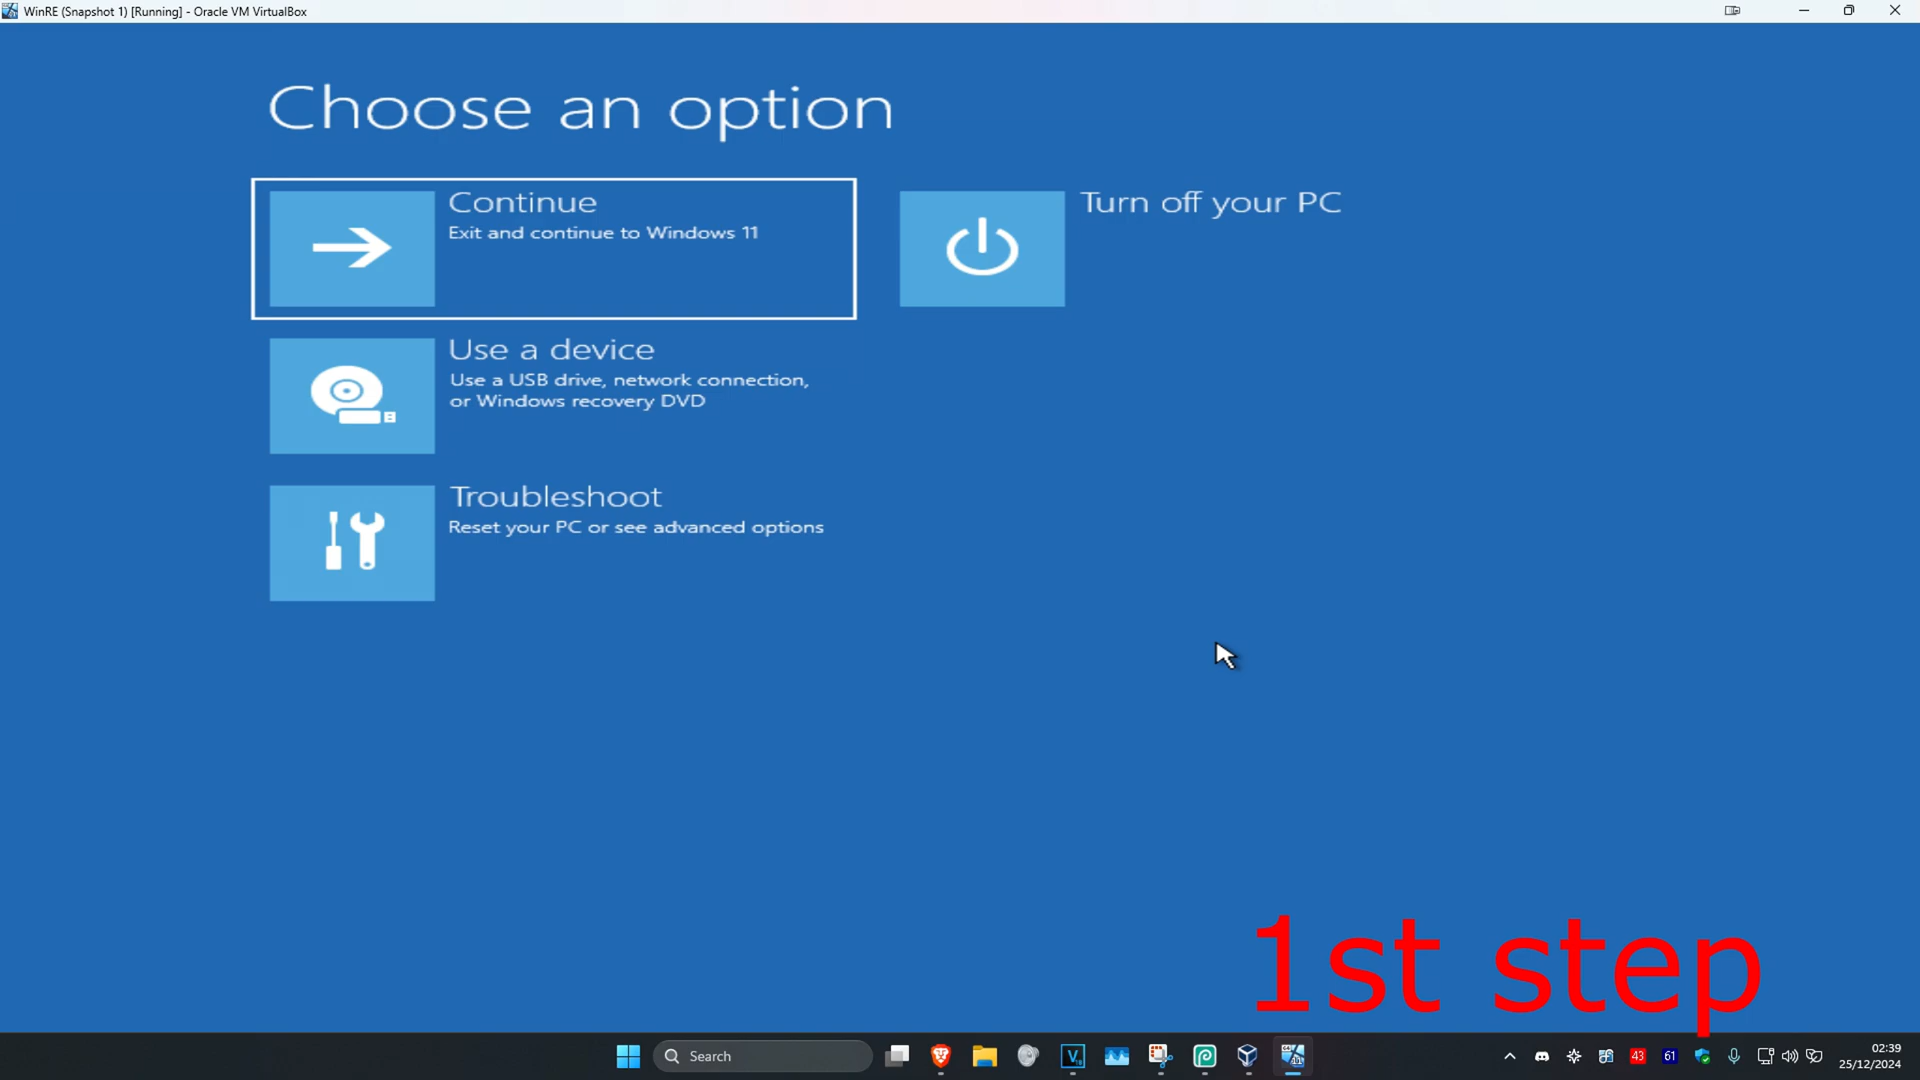 WinRE (Snapshot 1) [Running] - Oracle VM VirtualBox
Choose an option
Continue
Exit and continue to Windows 11
Turn off your PC
Use a device
Use a USB drive, network connection,
or Windows recovery DVD
Troubleshoot
Reset your PC or see advanced options
1st step
Search
V
43
61
02:39
25/12/2024